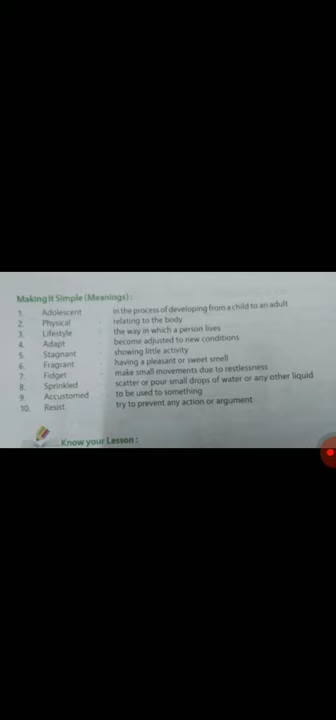 Making it Simple (Meanings) :
1. Adolescent - in the process of developing from a child to an adult
2. Physical - relating to the body
3. Lifestyle - the way in which a person lives
4. Adapt - become adjusted to new conditions
5. Stagnant - showing little activity
6. Fragrant - having a pleasant or sweet smell
7. Fidget - make small movements due to restlessness
8. Sprinkled - scatter or pour small drops of water or any other liquid
9. Accustomed - to be used to something
10. Resist - try to prevent any action or argument
Know your Lesson :